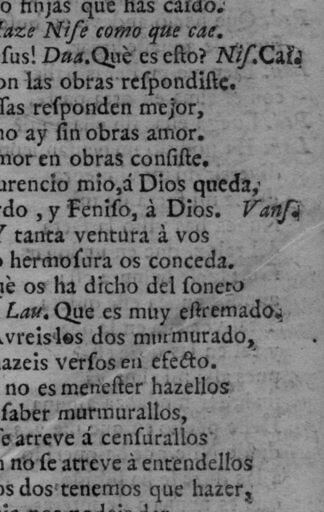 o finjas que has caido.
Haze Nise como que cae.
sus! Dua. Què es esto? Nis. Caì.
on las obras respondiste.
sas responden mejor,
no ay sin obras amor.
mor en obras consiste.
urencio mio, á Dios queda,
rdo, y Feniso, à Dios. Vans.
Y tanta ventura à vos
o hermosura os conceda.
uè os ha dicho del soneto
Lau. Que es muy estremado.
Avreislos dos murmurado,
hazeis versos en efecto.
no es menester hazellos
saber murmurallos,
se atreve á censurallos
n no se atreve à entendellos
os dos tenemos que hazer,